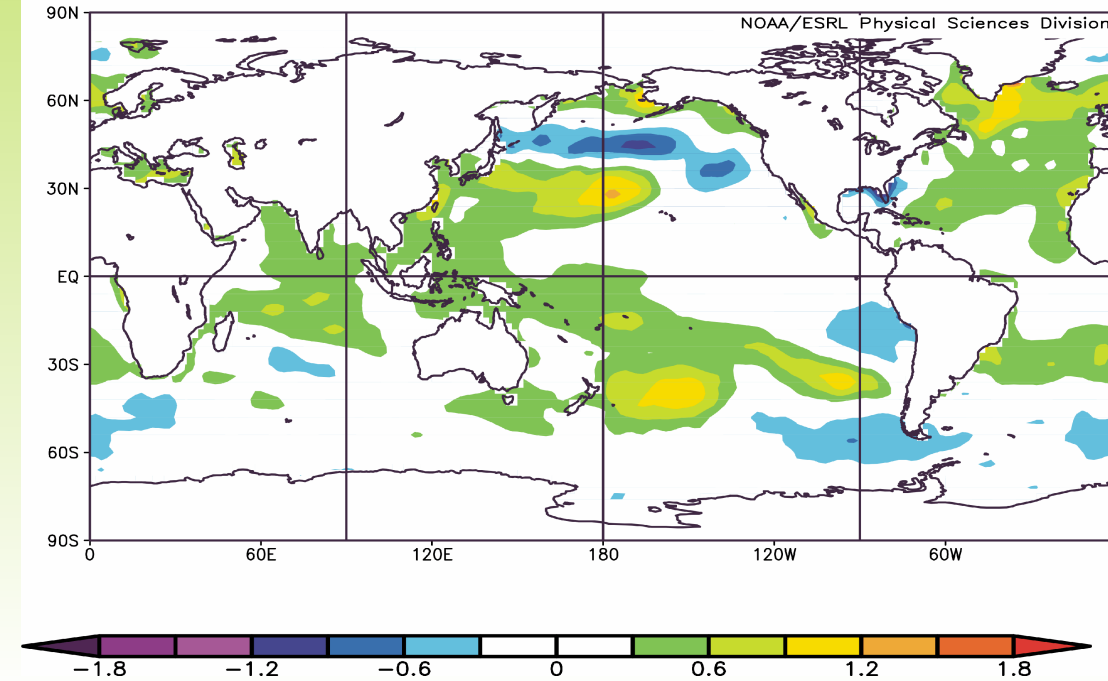 90N
NOAA/ESRL Physical Sciences Division
60N
30N
EQ
30S
60S
90S
0 60E 120E 180 120W 60W
−1.8 −1.2 −0.6 0 0.6 1.2 1.8